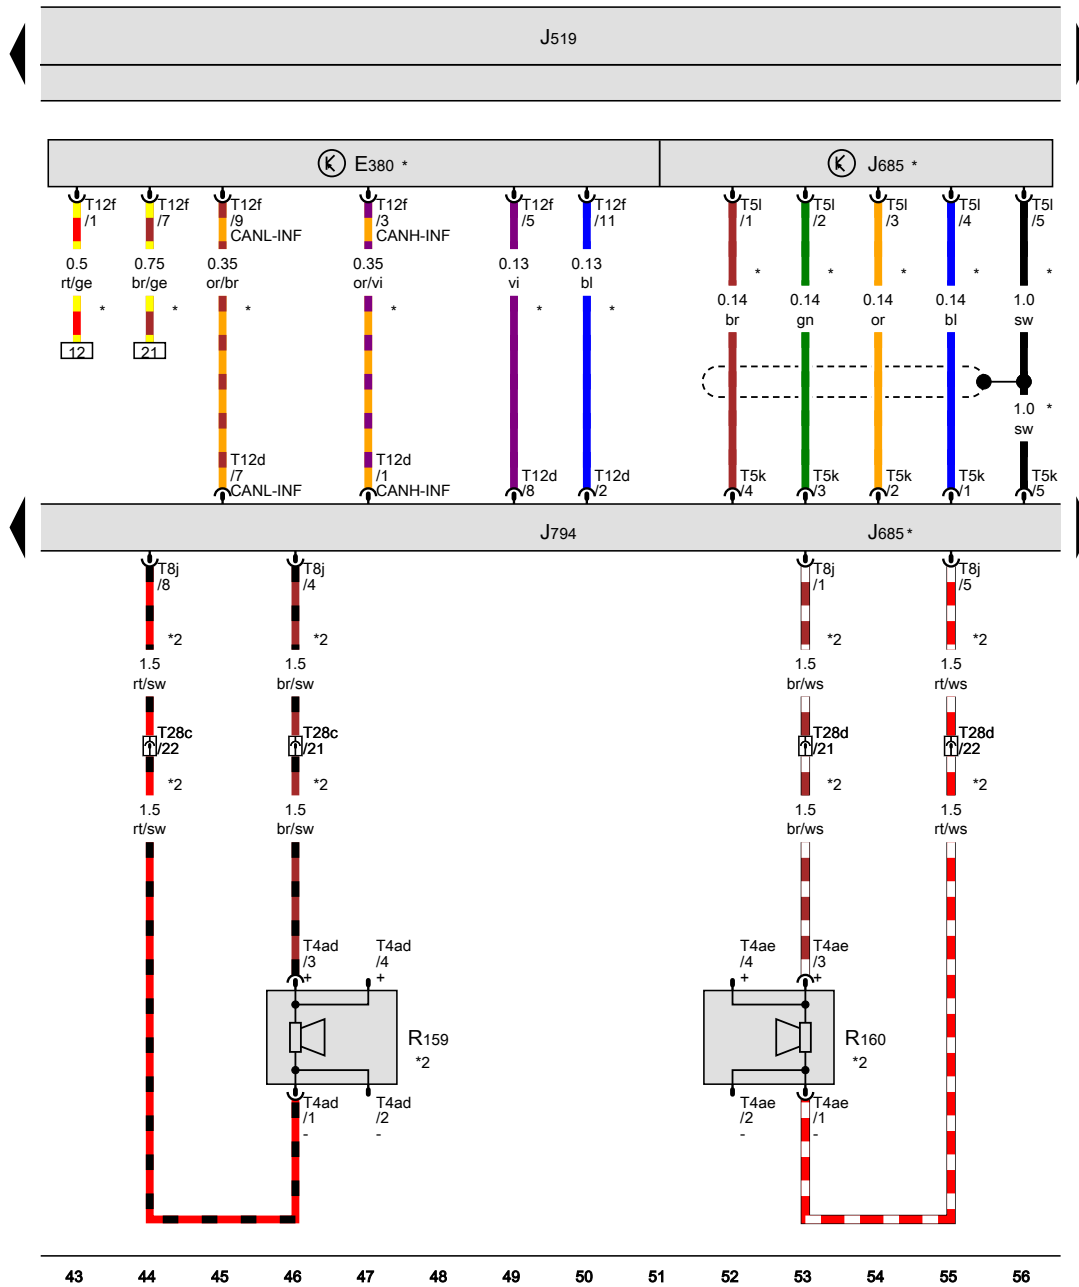 J519
E380 *
J685 *
T12f
/1
T12f
/7
T12f
/9
CANL-INF
T12f
/3
CANH-INF
T12f
/5
T12f
/11
T5l
/1
T5l
/2
T5l
/3
T5l
/4
T5l
/5
0.5
rt/ge
*
0.75
br/ge
*
0.35
or/br
*
0.35
or/vi
*
0.13
vi
*
0.13
bl
*
*
0.14
br
*
0.14
gn
*
0.14
or
*
0.14
bl
*
1.0
sw
12
21
1.0 *
sw
T12d
/7
CANL-INF
T12d
/1
CANH-INF
T12d
/8
T12d
/2
T5k
/4
T5k
/3
T5k
/2
T5k
/1
T5k
/5
J794
J685 *
T8j
/8
T8j
/4
T8j
/1
T8j
/5
*2
*2
*2
*2
1.5
rt/sw
1.5
br/sw
1.5
br/ws
1.5
rt/ws
T28c
/22
T28c
/21
T28d
/21
T28d
/22
*2
*2
*2
*2
1.5
rt/sw
1.5
br/sw
1.5
br/ws
1.5
rt/ws
T4ad
/3
+
T4ad
/4
+
T4ae
/4
+
T4ae
/3
+
R159
*2
R160
*2
T4ad
/1
-
T4ad
/2
-
T4ae
/2
-
T4ae
/1
-
43 44 45 46 47 48 49 50 51 52 53 54 55 56